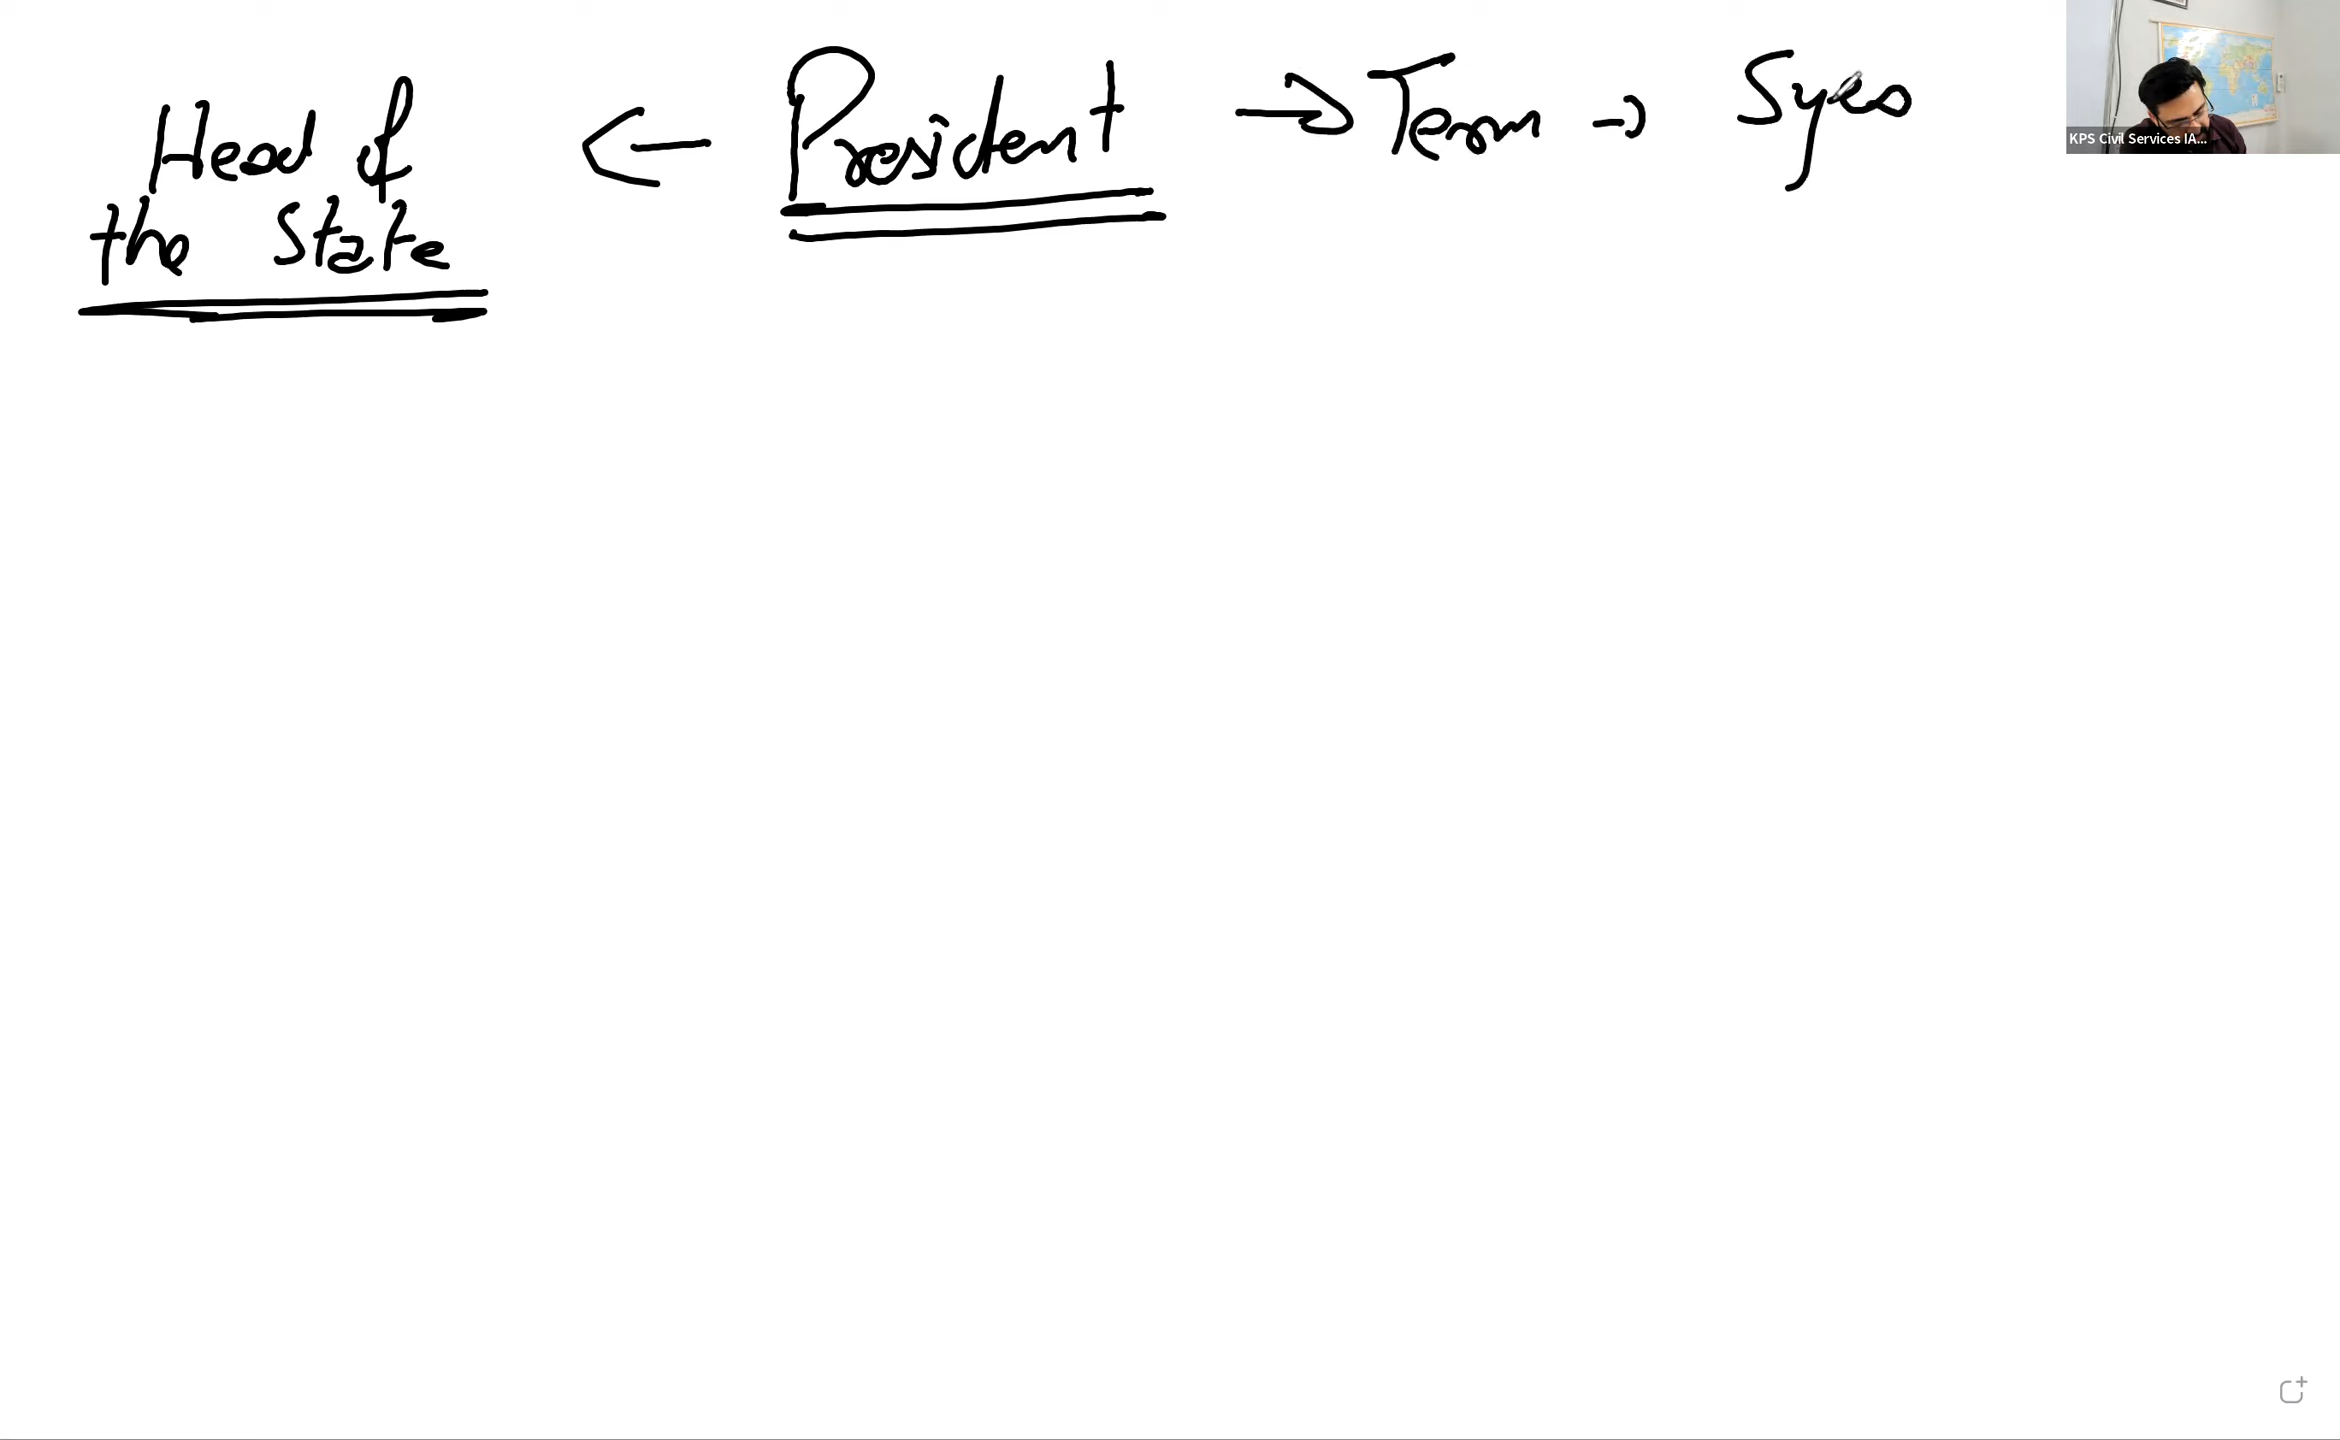 Head of the State ← President → Term → 5yrs
KPS Civil Services IA...